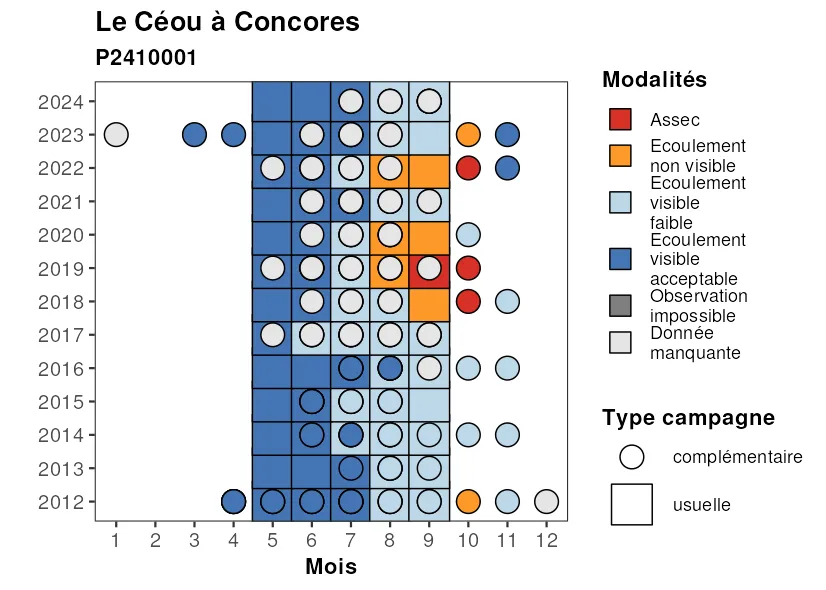 Le Céou à Concores
P2410001
2024
2023
2022
2021
2020
2019
2018
2017
2016
2015
2014
2013
2012
1 2 3 4 5 6 7 8 9 10 11 12
Mois
Modalités
Assec
Ecoulement
non visible
Ecoulement
visible
faible
Ecoulement
visible
acceptable
Observation
impossible
Donnée
manquante
Type campagne
complémentaire
usuelle